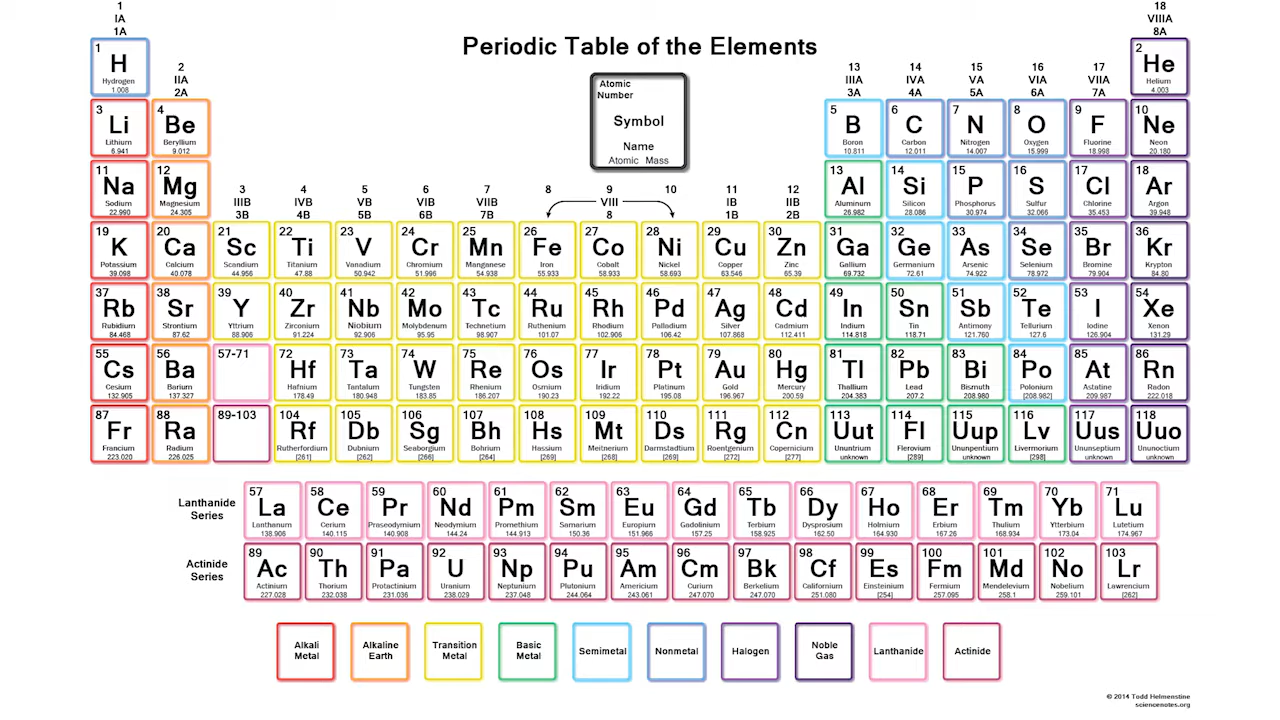 1
IA
1A
18
VIIIA
8A
Periodic Table of the Elements
1
H
Hydrogen
1.008
2
IIA
2A
13
IIIA
3A
14
IVA
4A
15
VA
5A
16
VIA
6A
17
VIIA
7A
2
He
Helium
4.003
Atomic
Number
Symbol
Name
Atomic Mass
3
Li
Lithium
6.941
4
Be
Beryllium
9.012
5
B
Boron
10.811
6
C
Carbon
12.011
7
N
Nitrogen
14.007
8
O
Oxygen
15.999
9
F
Fluorine
18.998
10
Ne
Neon
20.180
11
Na
Sodium
22.990
12
Mg
Magnesium
24.305
3
IIIB
3B
4
IVB
4B
5
VB
5B
6
VIB
6B
7
VIIB
7B
8
9
10
VIII
8
11
IB
1B
12
IIB
2B
13
Al
Aluminum
26.982
14
Si
Silicon
28.086
15
P
Phosphorus
30.974
16
S
Sulfur
32.066
17
Cl
Chlorine
35.453
18
Ar
Argon
39.948
19
K
Potassium
39.098
20
Ca
Calcium
40.078
21
Sc
Scandium
44.956
22
Ti
Titanium
47.88
23
V
Vanadium
50.942
24
Cr
Chromium
51.996
25
Mn
Manganese
54.938
26
Fe
Iron
55.933
27
Co
Cobalt
58.933
28
Ni
Nickel
58.693
29
Cu
Copper
63.546
30
Zn
Zinc
65.39
31
Ga
Gallium
69.732
32
Ge
Germanium
72.61
33
As
Arsenic
74.922
34
Se
Selenium
78.972
35
Br
Bromine
79.904
36
Kr
Krypton
84.80
37
Rb
Rubidium
84.468
38
Sr
Strontium
87.62
39
Y
Yttrium
88.906
40
Zr
Zirconium
91.224
41
Nb
Niobium
92.906
42
Mo
Molybdenum
95.95
43
Tc
Technetium
98.907
44
Ru
Ruthenium
101.07
45
Rh
Rhodium
102.906
46
Pd
Palladium
106.42
47
Ag
Silver
107.868
48
Cd
Cadmium
112.411
49
In
Indium
114.818
50
Sn
Tin
118.71
51
Sb
Antimony
121.760
52
Te
Tellurium
127.6
53
I
Iodine
126.904
54
Xe
Xenon
131.29
55
Cs
Cesium
132.905
56
Ba
Barium
137.327
57-71
72
Hf
Hafnium
178.49
73
Ta
Tantalum
180.948
74
W
Tungsten
183.85
75
Re
Rhenium
186.207
76
Os
Osmium
190.23
77
Ir
Iridium
192.22
78
Pt
Platinum
195.08
79
Au
Gold
196.967
80
Hg
Mercury
200.59
81
Tl
Thallium
204.383
82
Pb
Lead
207.2
83
Bi
Bismuth
208.980
84
Po
Polonium
[208.982]
85
At
Astatine
209.987
86
Rn
Radon
222.018
87
Fr
Francium
223.020
88
Ra
Radium
226.025
89-103
104
Rf
Rutherfordium
[261]
105
Db
Dubnium
[262]
106
Sg
Seaborgium
[266]
107
Bh
Bohrium
[264]
108
Hs
Hassium
[269]
109
Mt
Meitnerium
[268]
110
Ds
Darmstadtium
[269]
111
Rg
Roentgenium
[272]
112
Cn
Copernicium
[277]
113
Uut
Ununtrium
unknown
114
Fl
Flerovium
[289]
115
Uup
Ununpentium
unknown
116
Lv
Livermorium
[298]
117
Uus
Ununseptium
unknown
118
Uuo
Ununoctium
unknown
Lanthanide
Series
57
La
Lanthanum
138.906
58
Ce
Cerium
140.115
59
Pr
Praseodymium
140.908
60
Nd
Neodymium
144.24
61
Pm
Promethium
144.913
62
Sm
Samarium
150.36
63
Eu
Europium
151.966
64
Gd
Gadolinium
157.25
65
Tb
Terbium
158.925
66
Dy
Dysprosium
162.50
67
Ho
Holmium
164.930
68
Er
Erbium
167.26
69
Tm
Thulium
168.934
70
Yb
Ytterbium
173.04
71
Lu
Lutetium
174.967
Actinide
Series
89
Ac
Actinium
227.028
90
Th
Thorium
232.038
91
Pa
Protactinium
231.036
92
U
Uranium
238.029
93
Np
Neptunium
237.048
94
Pu
Plutonium
244.064
95
Am
Americium
243.061
96
Cm
Curium
247.070
97
Bk
Berkelium
247.070
98
Cf
Californium
251.080
99
Es
Einsteinium
[254]
100
Fm
Fermium
257.095
101
Md
Mendelevium
258.1
102
No
Nobelium
259.101
103
Lr
Lawrencium
[262]
Alkali
Metal
Alkaline
Earth
Transition
Metal
Basic
Metal
Semimetal
Nonmetal
Halogen
Noble
Gas
Lanthanide
Actinide
© 2014 Todd Helmenstine
sciencenotes.org